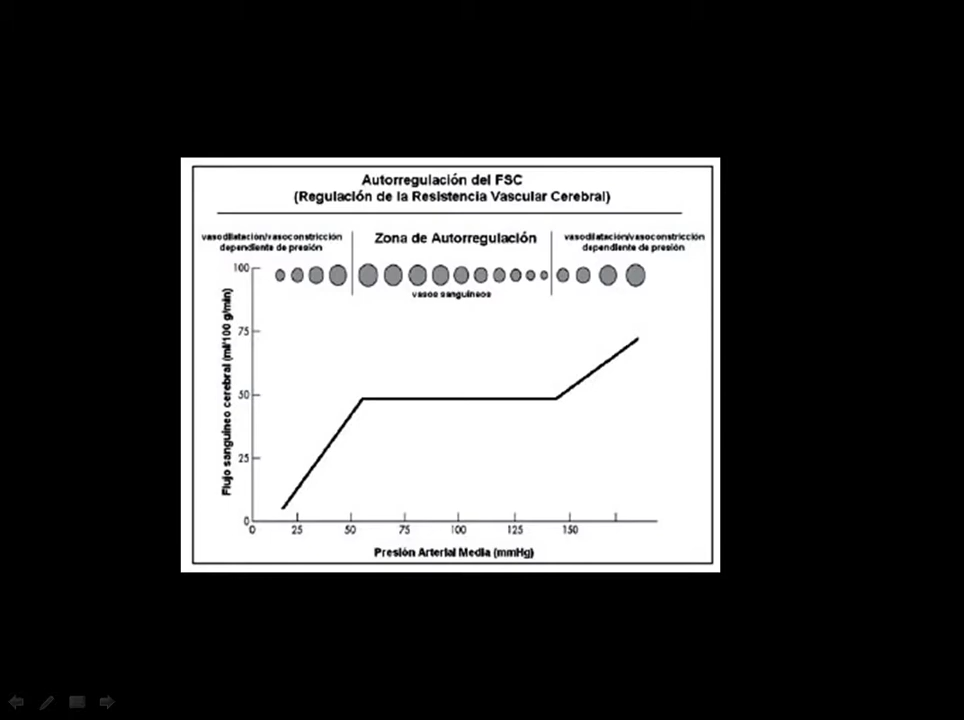 Autorregulación del FSC
(Regulación de la Resistencia Vascular Cerebral)
vasodilatación/vasoconstricción
dependiente de presión
Zona de Autorregulación
vasodilatación/vasoconstricción
dependiente de presión
vasos sanguíneos
Flujo sanguíneo cerebral (ml/100 g/min)
100
75
50
25
0
0 25 50 75 100 125 150
Presión Arterial Media (mmHg)